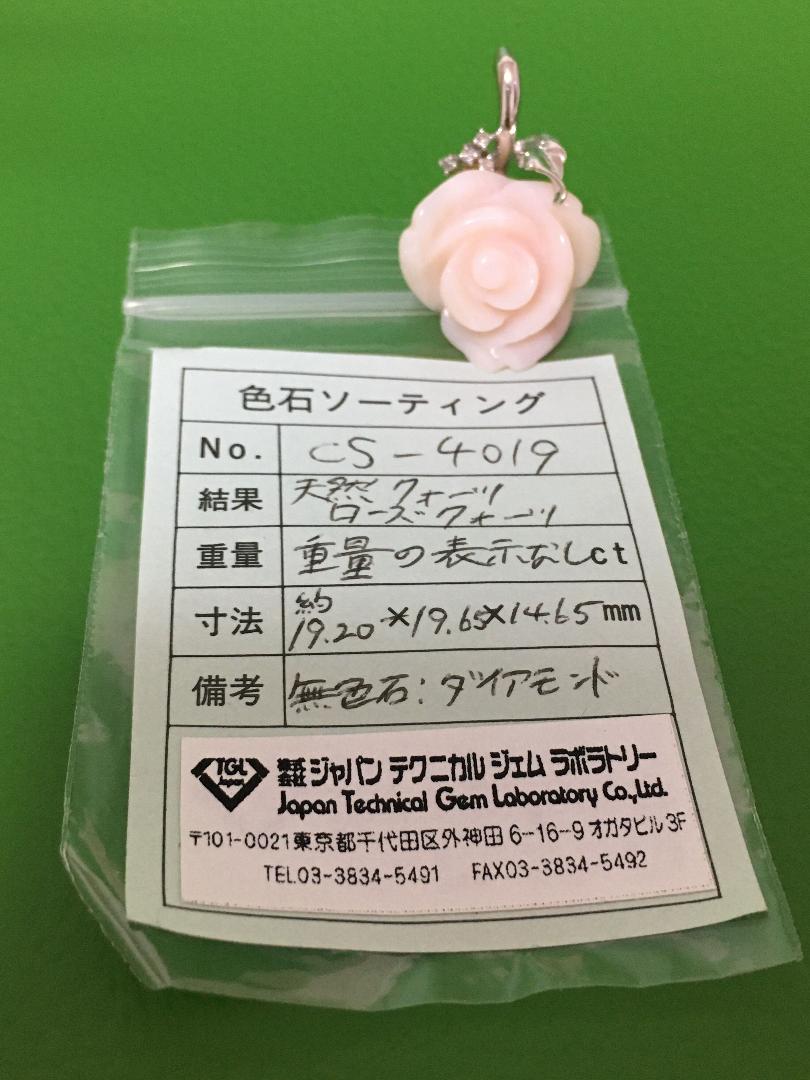 色石ソーティング
No. CS-4019
結果 天然 クォーツ
ローズクォーツ
重量 重量の表示なしct
寸法 約
19.20×19.65×14.65mm
備考 無色石:ダイアモンド
TGL
Japan
株式会社ジャパン テクニカル ジェム ラボラトリー
Japan Technical Gem Laboratory Co.,Ltd.
〒101-0021東京都千代田区外神田6-16-9オガタビル3F
TEL03-3834-5491 FAX03-3834-5492